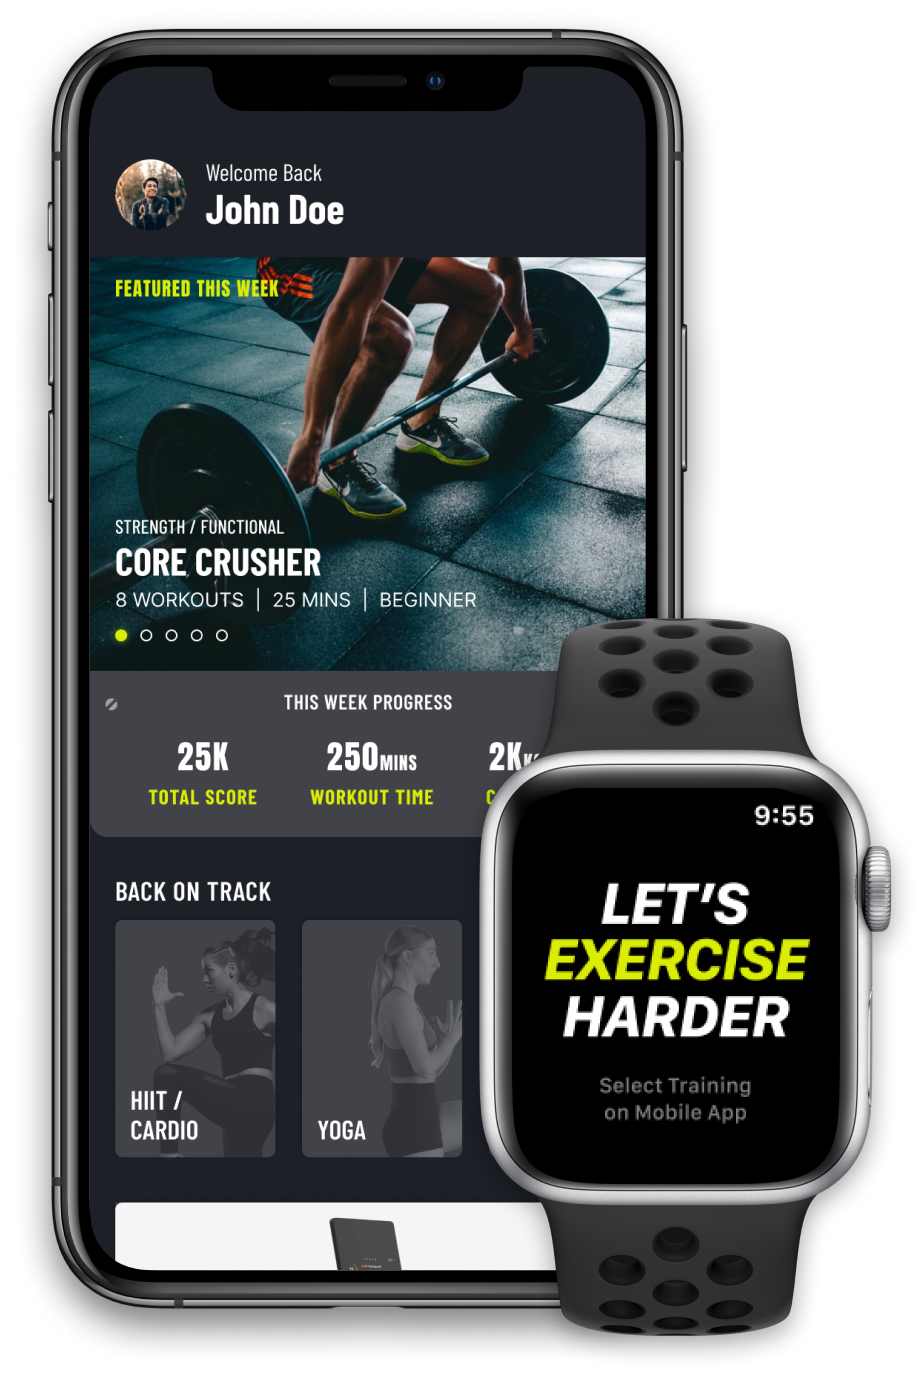 Welcome Back
John Doe
FEATURED THIS WEEK
STRENGTH / FUNCTIONAL
CORE CRUSHER
8 WORKOUTS | 25 MINS | BEGINNER
THIS WEEK PROGRESS
25K 250MINS 2K
TOTAL SCORE WORKOUT TIME
BACK ON TRACK
HIIT /
CARDIO
YOGA
9:55
LET'S
EXERCISE
HARDER
Select Training
on Mobile App